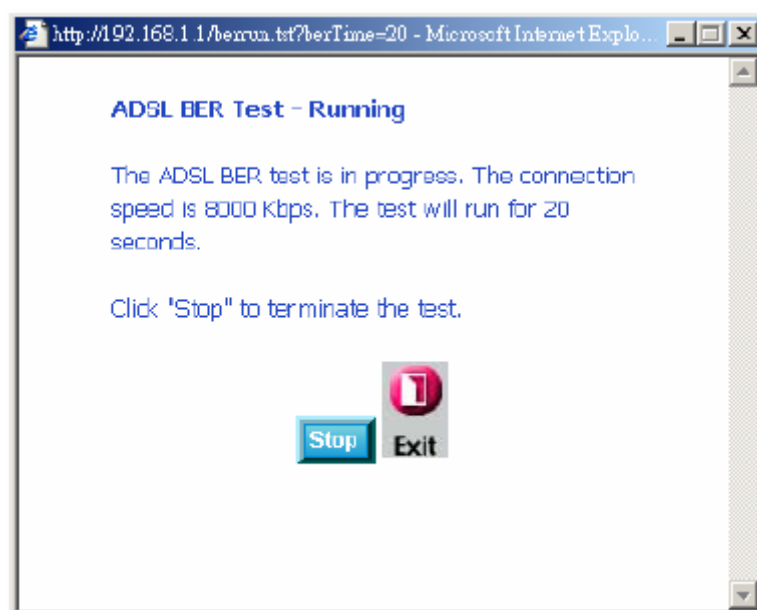 http://192.168.1.1/berrun.tst?berTime=20 - Microsoft Internet Explo...
ADSL BER Test - Running
The ADSL BER test is in progress. The connection
speed is 8000 Kbps. The test will run for 20
seconds.
Click "Stop" to terminate the test.
Stop
Exit